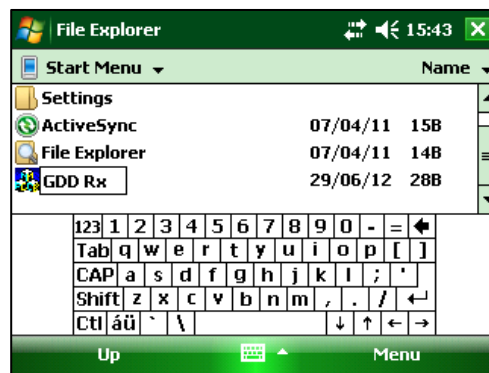 File Explorer 15:43
Start Menu Name
Settings
ActiveSync 07/04/11 15B
File Explorer 07/04/11 14B
GDD Rx 29/06/12 28B
123 1 2 3 4 5 6 7 8 9 0 - =
Tab q w e r t y u i o p [ ]
CAP a s d f g h j k l ; '
Shift z x c v b n m , . /
Ctl áü ` \
Up Menu